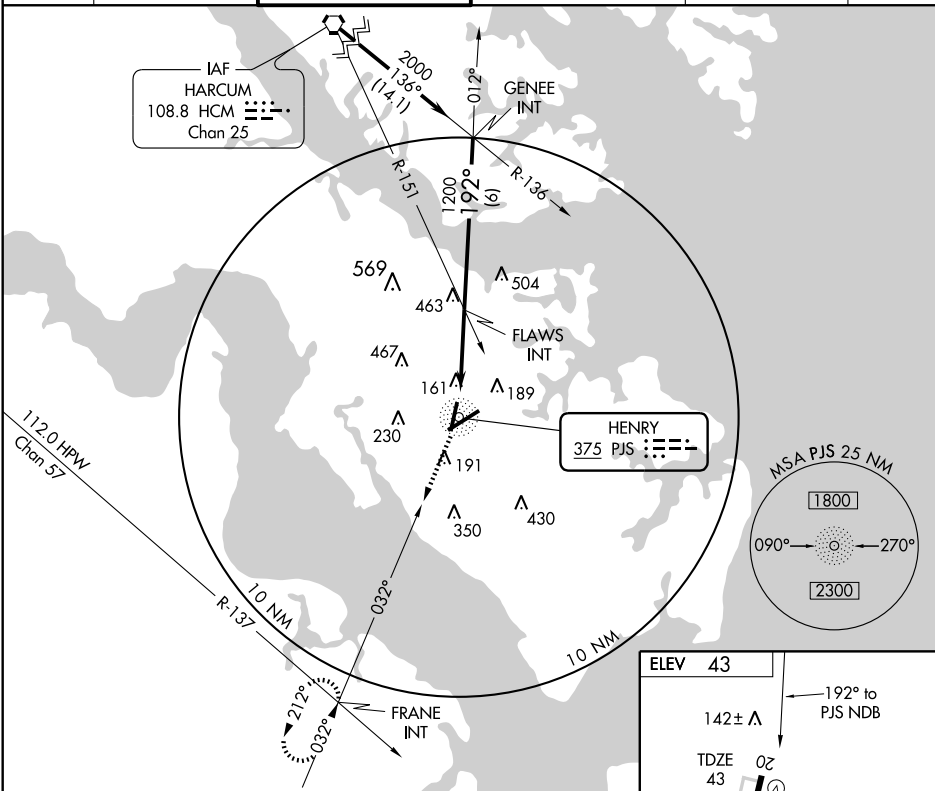 IAF
HARCUM
108.8 HCM
Chan 25
2000
136°
(14.1)
012°
GENEE
INT
R-151
R-136
1200
192°
(6)
569
504
463
FLAWS
INT
467
161
189
230
HENRY
375 PJS
191
350
430
112.0 HPW
Chan 57
R-137
10 NM
10 NM
032°
212°
032°
FRANE
INT
MSA PJS 25 NM
1800
090°
270°
2300
ELEV 43
192° to
PJS NDB
142±
TDZE
43
20
A